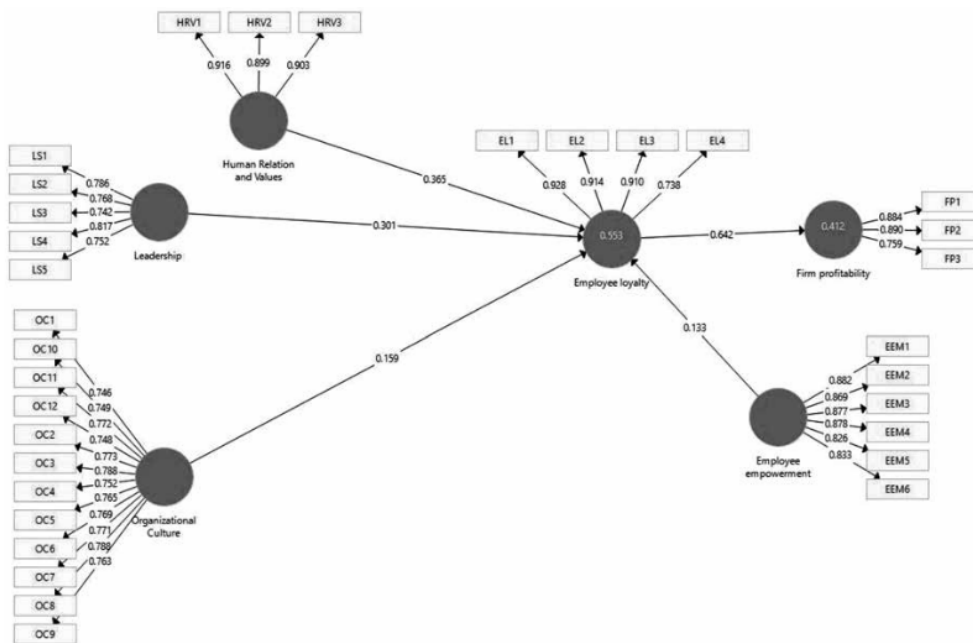 HRV1
HRV2
HRV3
0.916
0.899
0.903
Human Relation
and Values
LS1
LS2
LS3
LS4
LS5
0.786
0.768
0.742
0.817
0.752
Leadership
OC1
OC10
OC11
OC12
OC2
OC3
OC4
OC5
OC6
OC7
OC8
OC9
0.746
0.749
0.772
0.748
0.773
0.788
0.752
0.765
0.769
0.771
0.788
0.763
Organizational
Culture
0.365
0.301
0.159
EL1
EL2
EL3
EL4
0.928
0.914
0.910
0.738
0.553
Employee loyalty
0.642
0.133
0.412
Firm profitability
0.884
0.890
0.759
FP1
FP2
FP3
Employee
empowerment
0.882
0.869
0.877
0.878
0.826
0.833
EEM1
EEM2
EEM3
EEM4
EEM5
EEM6